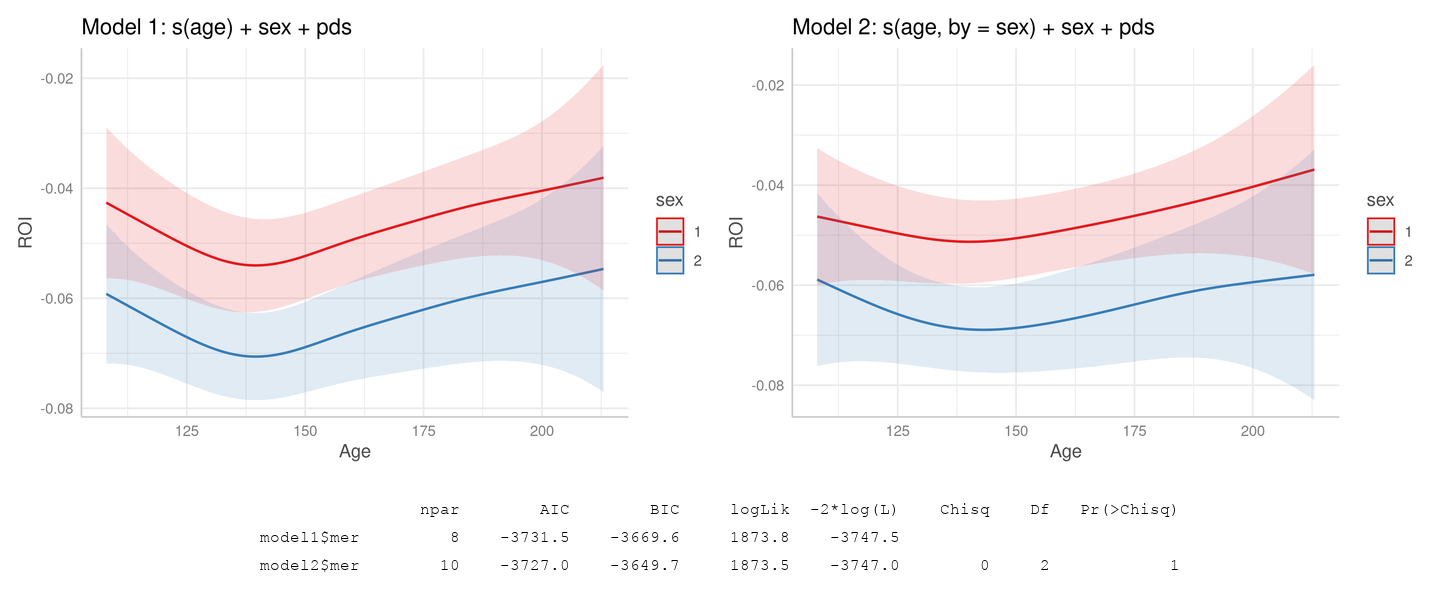 Model 1: s(age) + sex + pds
-0.02
-0.04
-0.06
-0.08
ROI
125 150 175 200
Age
sex
1
2
Model 2: s(age, by = sex) + sex + pds
-0.02
-0.04
-0.06
-0.08
ROI
125 150 175 200
Age
sex
1
2
npar AIC BIC logLik -2*log(L) Chisq Df Pr(>Chisq)
model1$mer 8 -3731.5 -3669.6 1873.8 -3747.5
model2$mer 10 -3727.0 -3649.7 1873.5 -3747.0 0 2 1